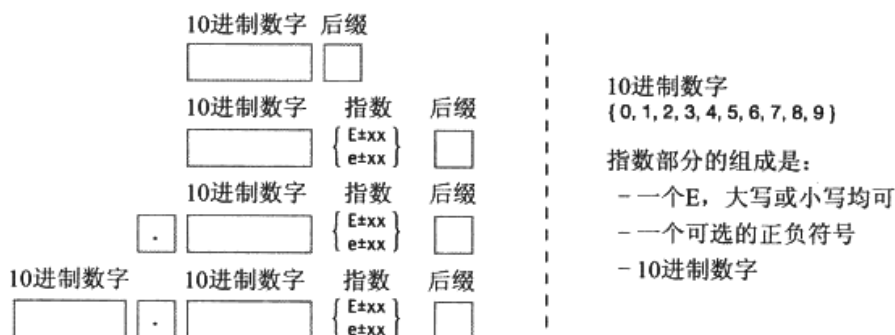 10进制数字 后缀
10进制数字 指数 后缀
E±xx
e±xx
10进制数字 指数 后缀
.
E±xx
e±xx
10进制数字 10进制数字 指数 后缀
.
E±xx
e±xx
10进制数字
{ 0, 1, 2, 3, 4, 5, 6, 7, 8, 9 }
指数部分的组成是：
－一个E，大写或小写均可
－一个可选的正负符号
－10进制数字